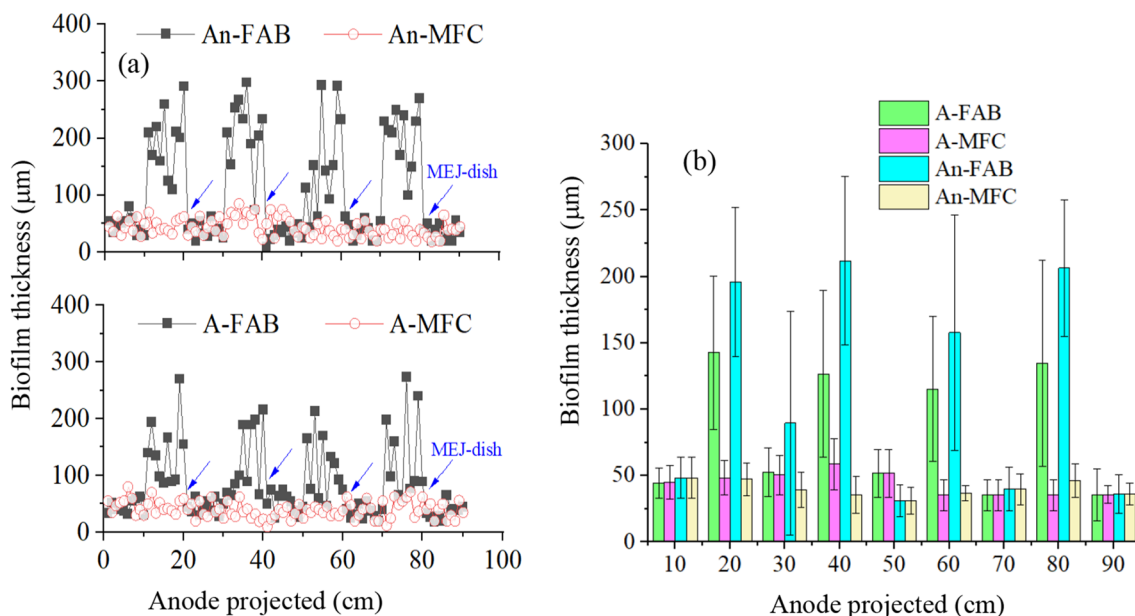 400
An-FAB
An-MFC
(a)
300
200
MEJ-dish
100
0
400
A-FAB
A-MFC
300
200
MEJ-dish
100
0
0
20
40
60
80
100
Biofilm thickness (μm)
Anode projected (cm)
A-FAB
A-MFC
An-FAB
An-MFC
(b)
300
250
200
150
100
50
0
10
20
30
40
50
60
70
80
90
Biofilm thickness (μm)
Anode projected (cm)